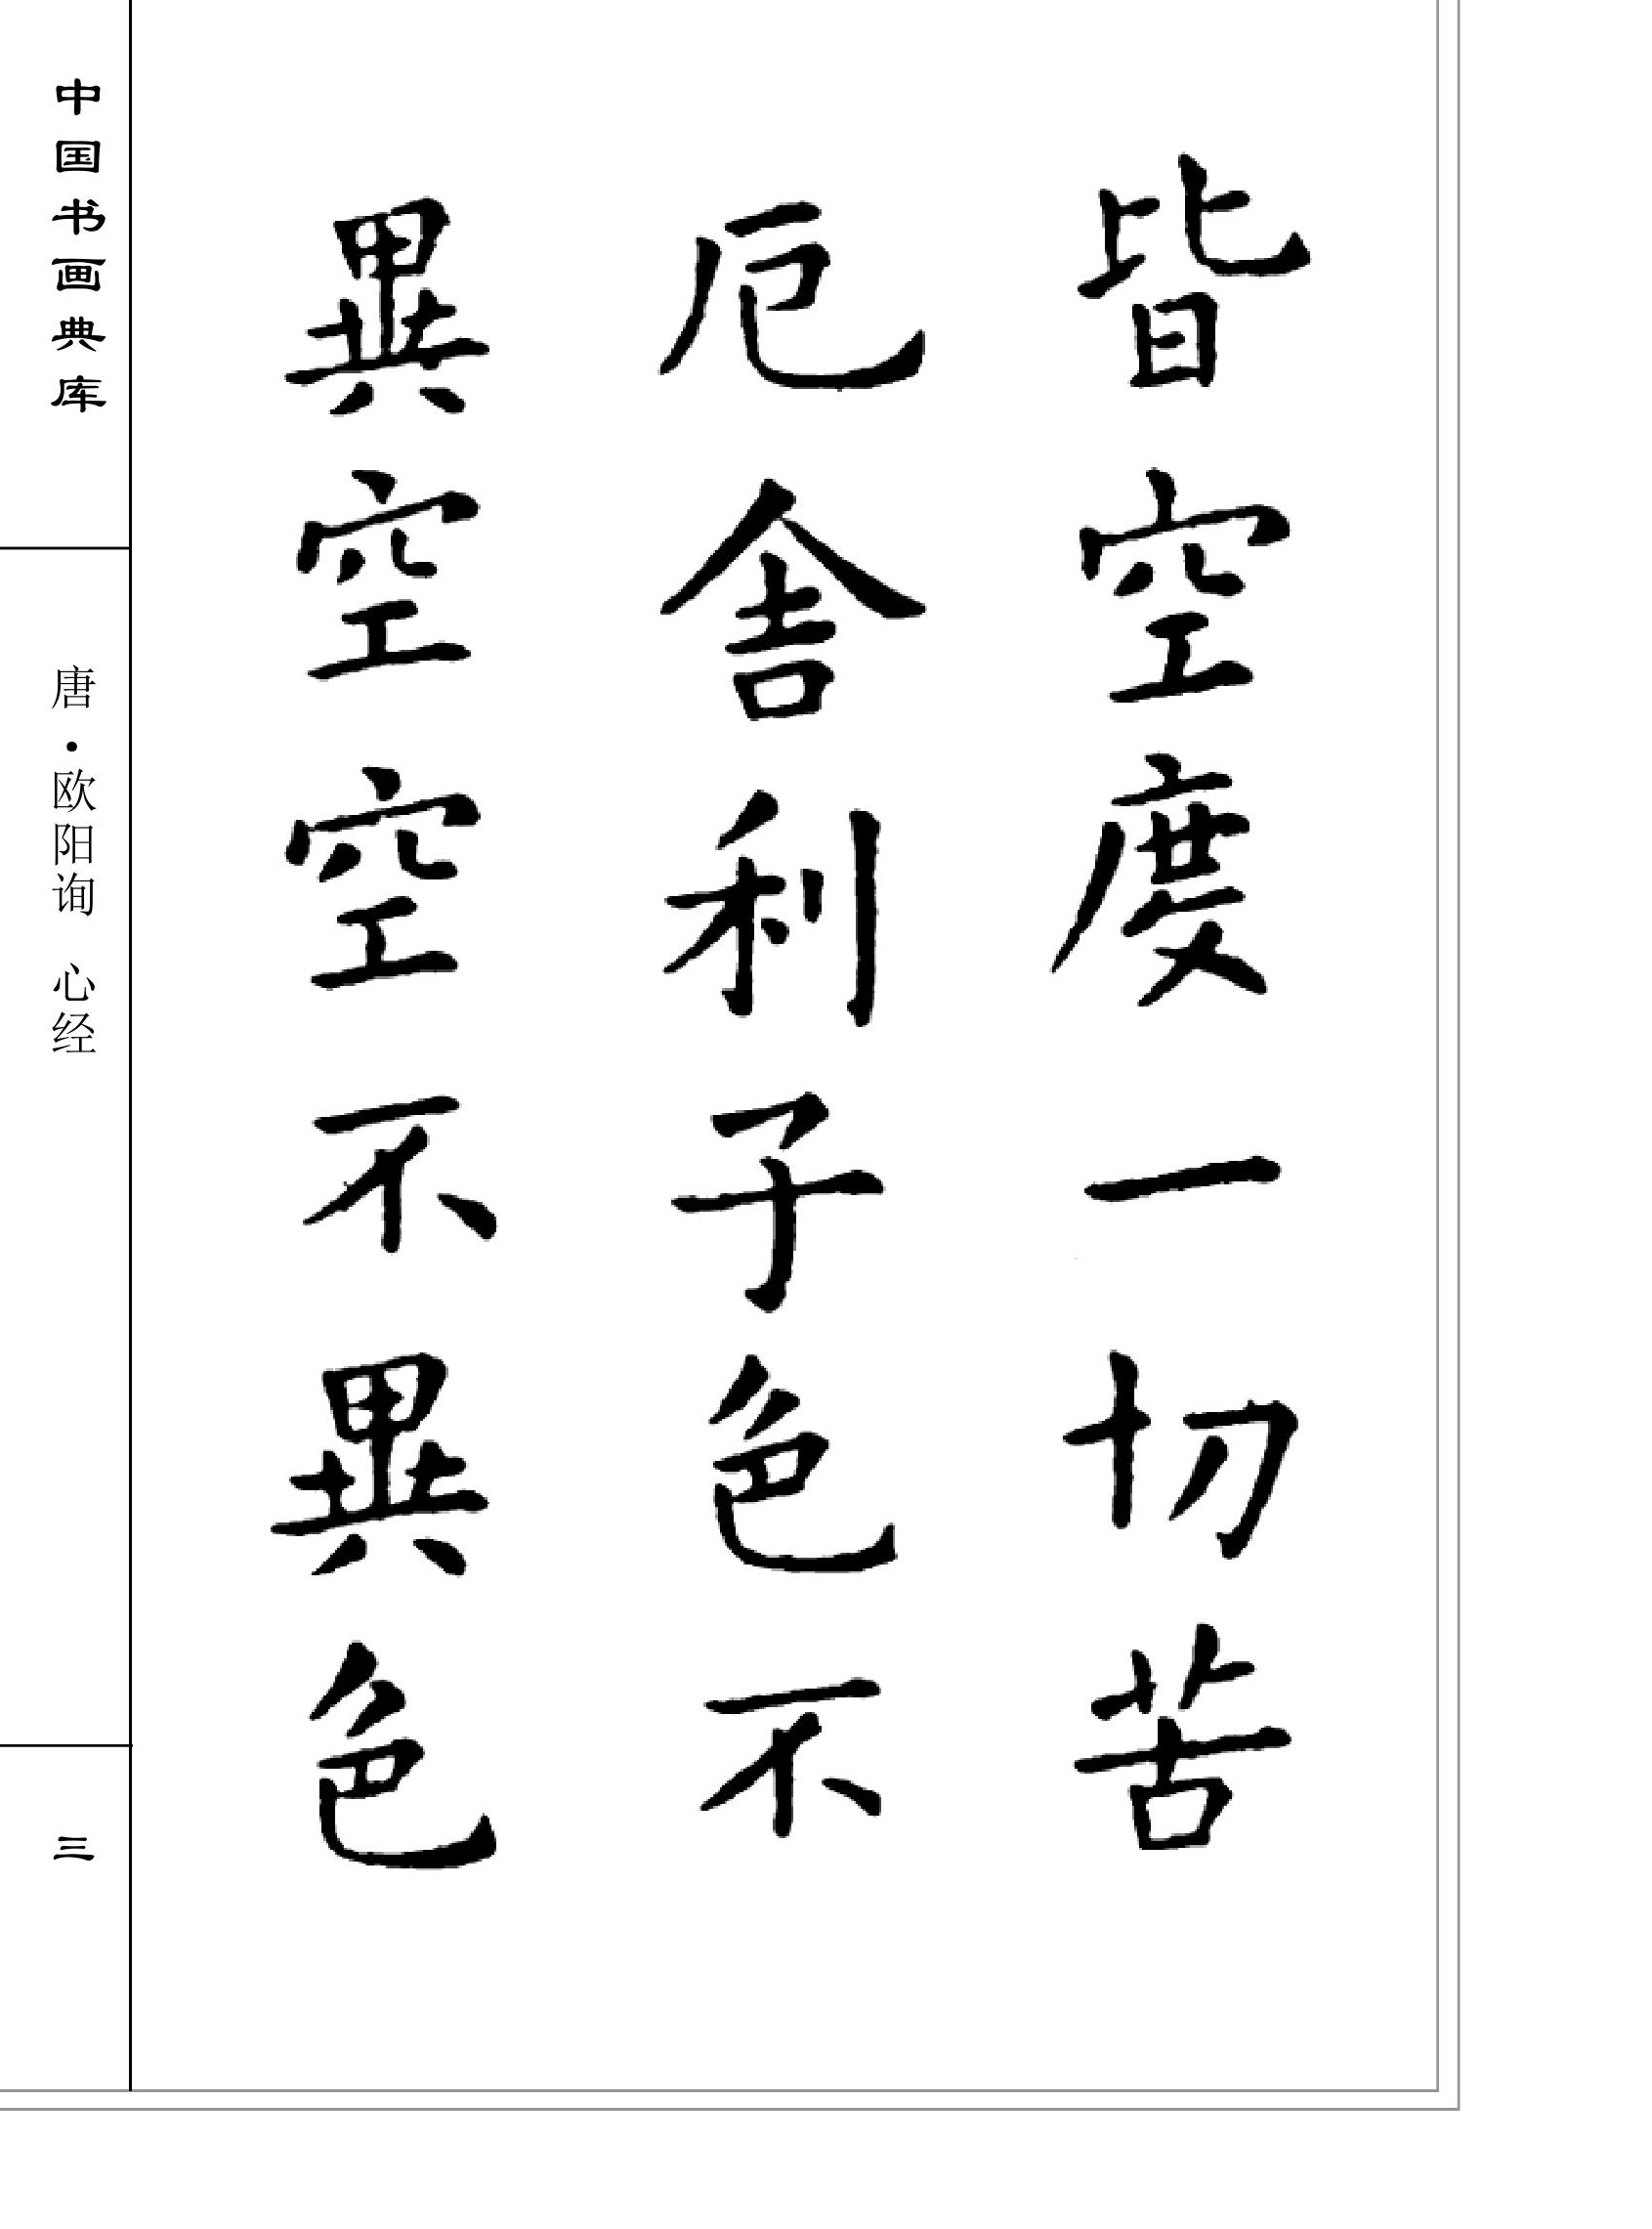 皆空度一切苦
厄舍利子色不
異空空不異色
中国书画典库
唐·欧阳询 心经
三